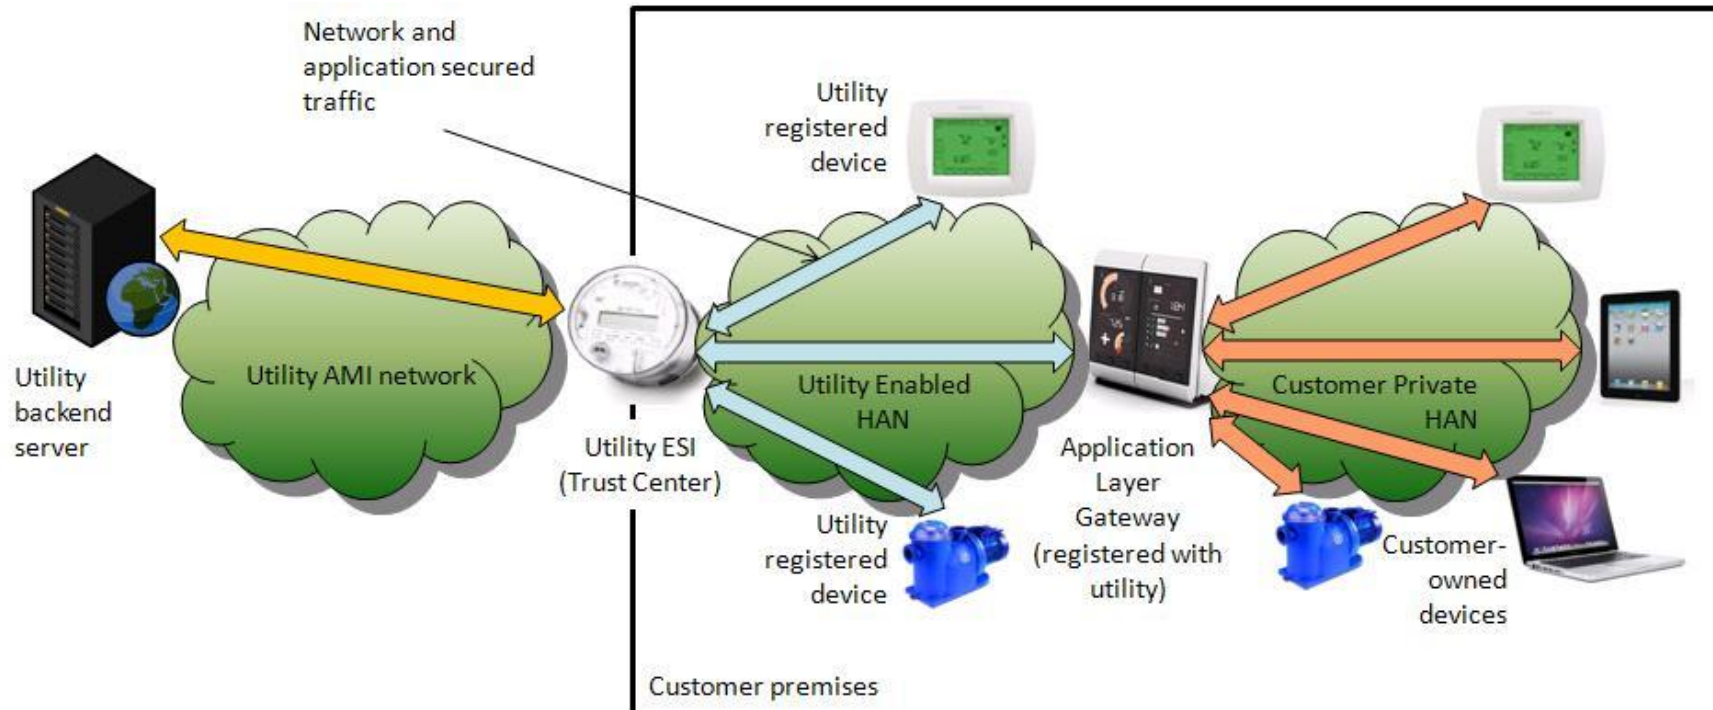 Network and
application secured
traffic
Utility
registered
device
Utility
backend
server
Utility AMI network
Utility ESI
(Trust Center)
Utility Enabled
HAN
Utility
registered
device
Application
Layer
Gateway
(registered with
utility)
Customer Private
HAN
Customer-
owned
devices
Customer premises